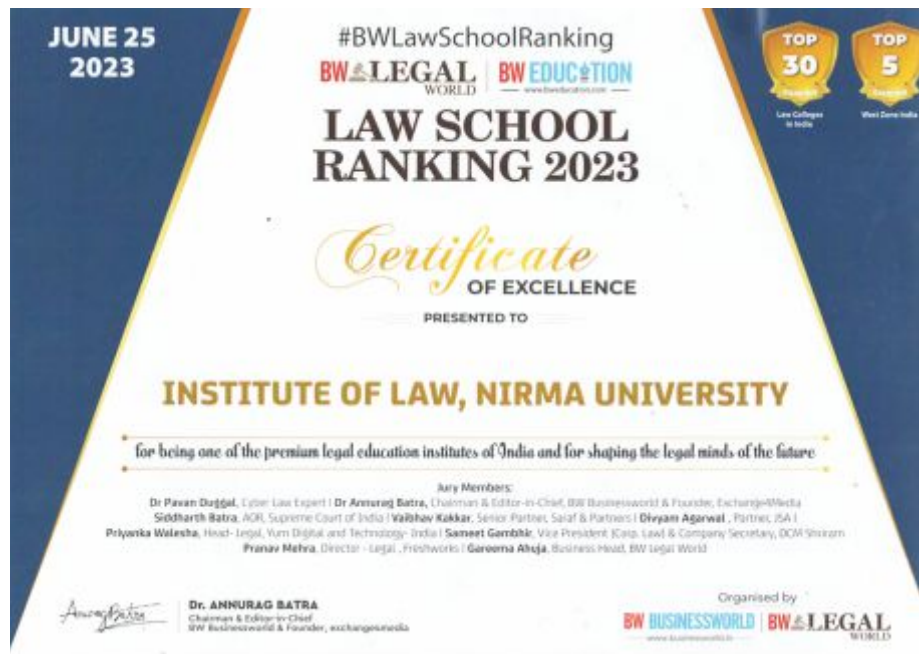 JUNE 25
2023
#BWLawSchoolRanking
BW LEGAL WORLD | BW EDUCATION
www.bweducation.com
LAW SCHOOL
RANKING 2023
TOP
30
Law Colleges
in India
TOP
5
West Zone India
Certificate
OF EXCELLENCE
PRESENTED TO
INSTITUTE OF LAW, NIRMA UNIVERSITY
for being one of the premium legal education institutes of India and for shaping the legal minds of the future
Jury Members:
Dr Pavan Duggal, Cyber Law Expert | Dr Annurag Batra, Chairman & Editor-in-Chief, BW Businessworld & Founder, Exchange4Media
Siddharth Batra, AOR, Supreme Court of India | Vaibhav Kakkar, Senior Partner, Saraf & Partners | Divyam Agarwal, Partner, JSA |
Priyanka Walesha, Head- Legal, Yum Digital and Technology- India | Sameet Gambhir, Vice President (Corp. Law) & Company Secretary, DCM Shriram
Pranav Mehra, Director - Legal, Freshworks | Gareema Ahuja, Business Head, BW Legal World
Dr. ANNURAG BATRA
Chairman & Editor-in-Chief
BW Businessworld & Founder, exchange4media
Organised by
BW BUSINESSWORLD | BW LEGAL WORLD